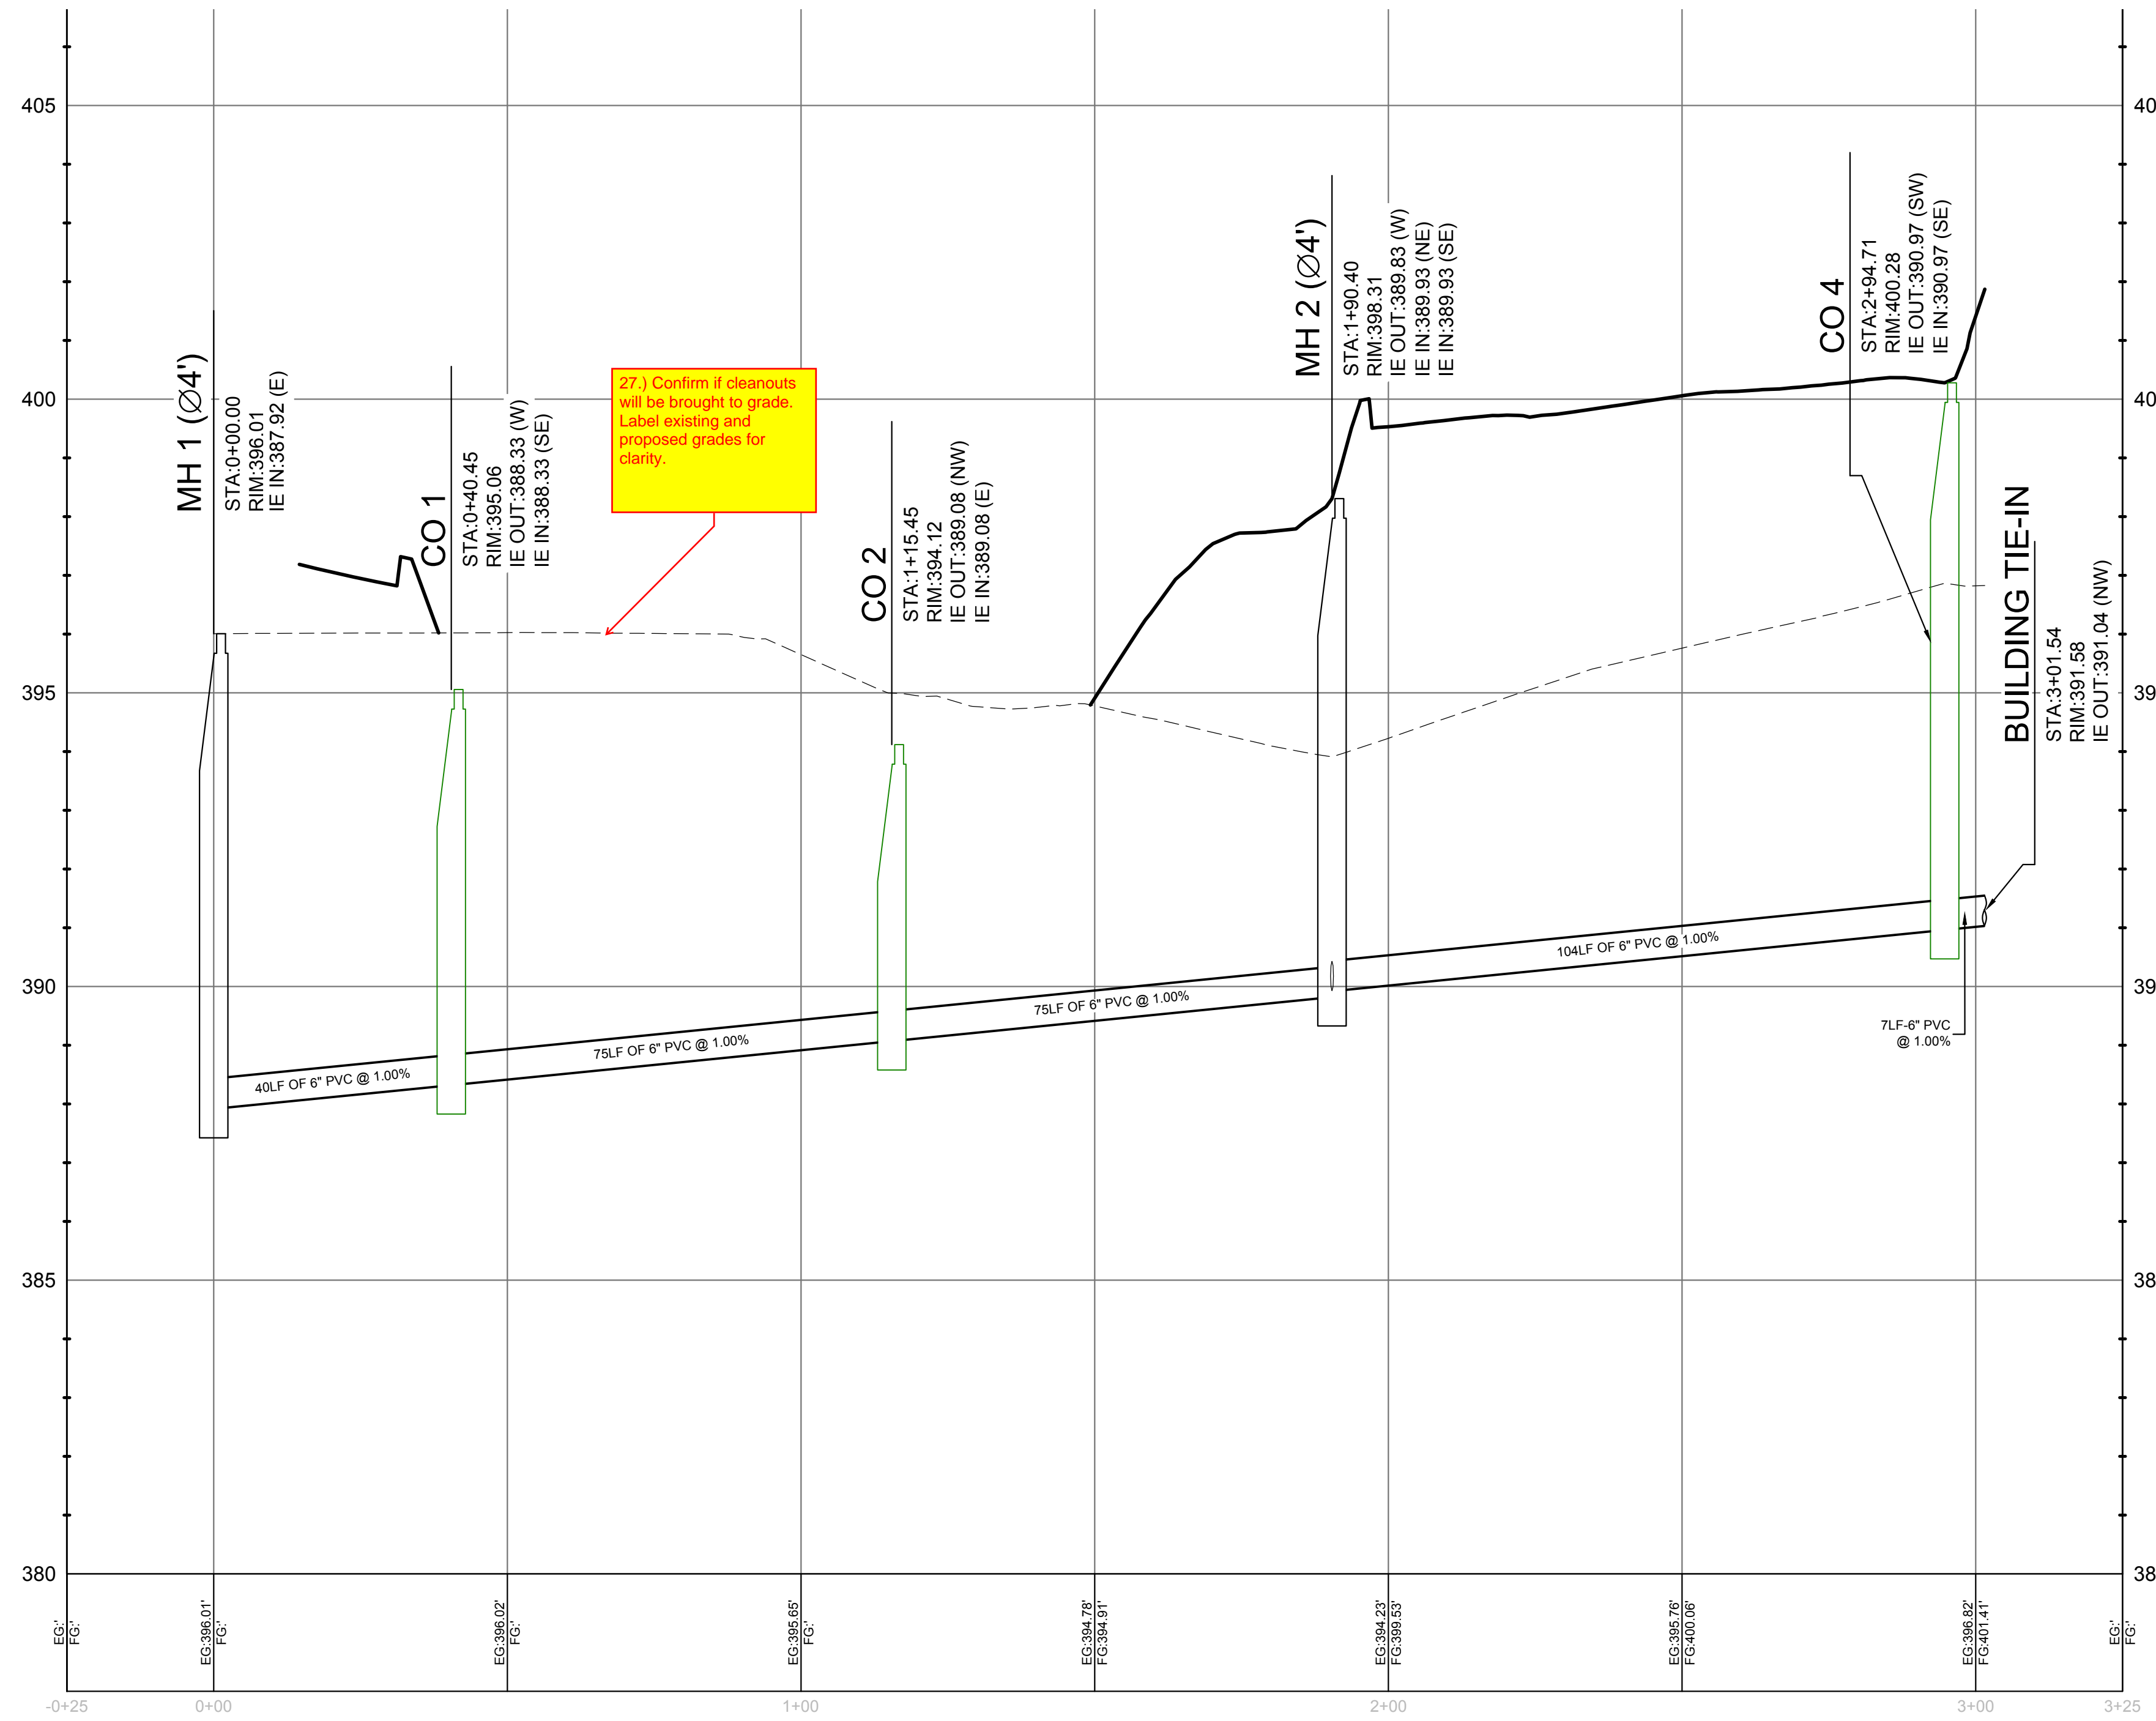 405
400
395
390
385
380
MH 1 (∅4')
STA:0+00.00
RIM:396.01
IE IN:387.92 (E)
CO 1
STA:0+40.45
RIM:395.06
IE OUT:388.33 (W)
IE IN:388.33 (SE)
27.) Confirm if cleanouts
will be brought to grade.
Label existing and
proposed grades for
clarity.
CO 2
STA:1+15.45
RIM:394.12
IE OUT:389.08 (NW)
IE IN:389.08 (E)
MH 2 (∅4')
STA:1+90.40
RIM:398.31
IE OUT:389.83 (W)
IE IN:389.93 (NE)
IE IN:389.93 (SE)
CO 4
STA:2+94.71
RIM:400.28
IE OUT:390.97 (SW)
IE IN:390.97 (SE)
BUILDING TIE-IN
STA:3+01.54
RIM:391.58
IE OUT:391.04 (NW)
40LF OF 6" PVC @ 1.00%
75LF OF 6" PVC @ 1.00%
75LF OF 6" PVC @ 1.00%
104LF OF 6" PVC @ 1.00%
7LF-6" PVC
@ 1.00%
40
40
39
39
38
38
EG:'
FG:'
EG:396.01'
FG:'
EG:396.02'
FG:'
EG:395.65'
FG:'
EG:394.78'
FG:394.91'
EG:394.23'
FG:399.53'
EG:395.76'
FG:400.06'
EG:396.82'
FG:401.41'
EG:'
FG:'
-0+25
0+00
1+00
2+00
3+00
3+25